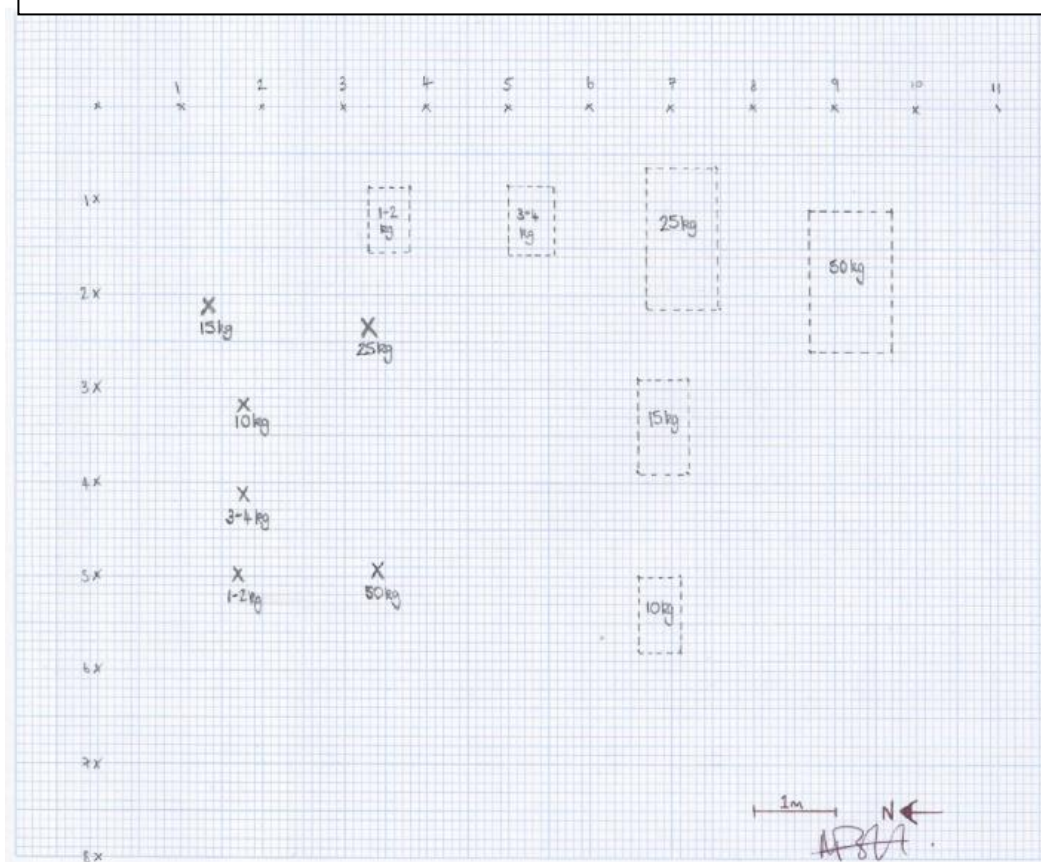 1 2 3 4 5 6 7 8 9 10 11
x x x x x x x x x x x
1 x
1-2
kg
3-4
kg
25kg
50kg
2 x
X
15kg
X
25kg
3 x
X
10kg
15kg
4 x
X
3-4kg
5 x
X
1-2kg
X
50kg
10kg
6 x
7 x
1m
N
8 x